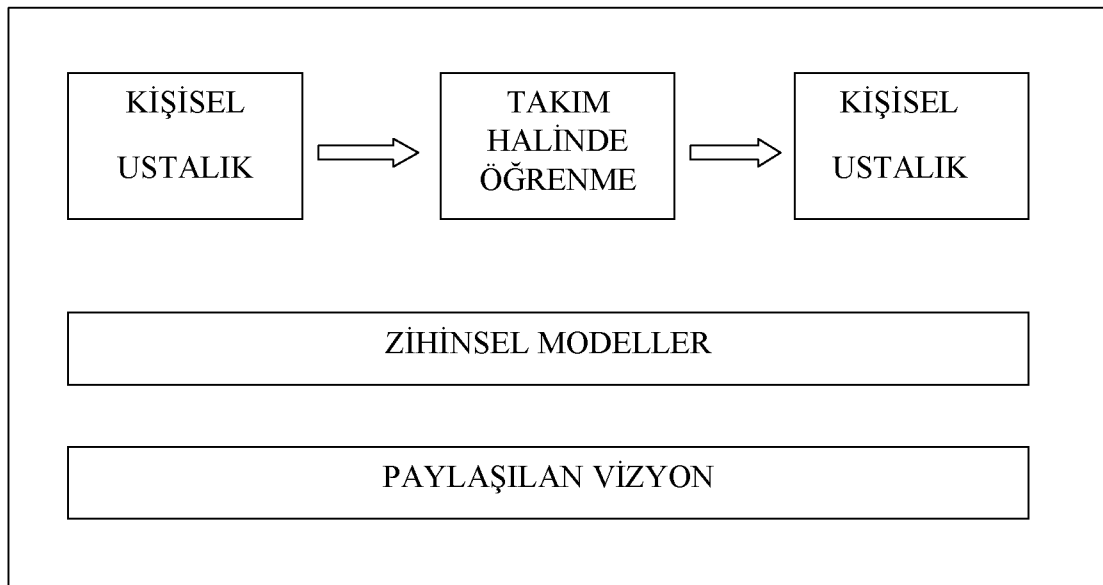 KİŞİSEL
USTALIK
TAKIM
HALİNDE
ÖĞRENME
KİŞİSEL
USTALIK
ZİHİNSEL MODELLER
PAYLAŞILAN VİZYON